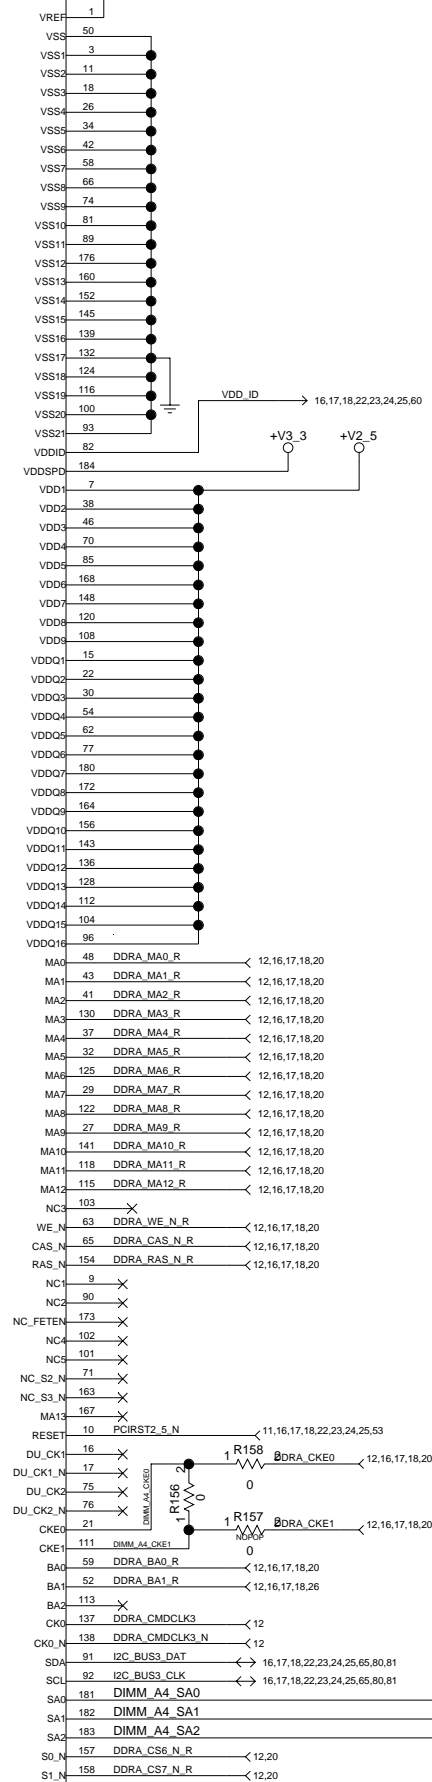 VREF 1
VSS 50
VSS1 3
VSS2 11
VSS3 18
VSS4 26
VSS5 34
VSS6 42
VSS7 58
VSS8 66
VSS9 74
VSS10 81
VSS11 89
VSS12 176
VSS13 160
VSS14 152
VSS15 145
VSS16 139
VSS17 132
VSS18 124
VSS19 116
VSS20 100
VSS21 93
VDD_ID 16,17,18,22,23,24,25,60
VDDID 82
+V3_3 +V2_5
VDDSPD 184
VDD1 7
VDD2 38
VDD3 46
VDD4 70
VDD5 85
VDD6 168
VDD7 148
VDD8 120
VDD9 108
VDDQ1 15
VDDQ2 22
VDDQ3 30
VDDQ4 54
VDDQ5 62
VDDQ6 77
VDDQ7 180
VDDQ8 172
VDDQ9 164
VDDQ10 156
VDDQ11 143
VDDQ12 136
VDDQ13 128
VDDQ14 112
VDDQ15 104
VDDQ16 96
MA0 48 DDRA_MA0_R 12,16,17,18,20
MA1 43 DDRA_MA1_R 12,16,17,18,20
MA2 41 DDRA_MA2_R 12,16,17,18,20
MA3 130 DDRA_MA3_R 12,16,17,18,20
MA4 37 DDRA_MA4_R 12,16,17,18,20
MA5 32 DDRA_MA5_R 12,16,17,18,20
MA6 125 DDRA_MA6_R 12,16,17,18,20
MA7 29 DDRA_MA7_R 12,16,17,18,20
MA8 122 DDRA_MA8_R 12,16,17,18,20
MA9 27 DDRA_MA9_R 12,16,17,18,20
MA10 141 DDRA_MA10_R 12,16,17,18,20
MA11 118 DDRA_MA11_R 12,16,17,18,20
MA12 115 DDRA_MA12_R 12,16,17,18,20
NC3 103
WE_N 63 DDRA_WE_N_R 12,16,17,18,20
CAS_N 65 DDRA_CAS_N_R 12,16,17,18,20
RAS_N 154 DDRA_RAS_N_R 12,16,17,18,20
NC1 9
NC2 90
NC_FETEN 173
NC4 102
NC5 101
NC_S2_N 71
NC_S3_N 163
MA13 167
RESET 10 PCIRST2_5_N 11,16,17,18,22,23,24,25,53
DU_CK1 16
1 R158 2 DDRA_CKE0 12,16,17,18,20
0
DU_CK1_N 17
DU_CK2 75
DU_CK2_N 76
DIMM_A4_CKE0
1 R156 2
0
CKE0 21
1 R157 2 DDRA_CKE1 12,16,17,18,20
NOPOP
0
CKE1 111 DIMM_A4_CKE1
BA0 59 DDRA_BA0_R 12,16,17,18,20
BA1 52 DDRA_BA1_R 12,16,17,18,26
BA2 113
CK0 137 DDRA_CMDCLK3 12
CK0_N 138 DDRA_CMDCLK3_N 12
SDA 91 I2C_BUS3_DAT 16,17,18,22,23,24,25,65,80,81
SCL 92 I2C_BUS3_CLK 16,17,18,22,23,24,25,65,80,81
SA0 181 DIMM_A4_SA0
SA1 182 DIMM_A4_SA1
SA2 183 DIMM_A4_SA2
S0_N 157 DDRA_CS6_N_R 12,20
S1_N 158 DDRA_CS7_N_R 12,20